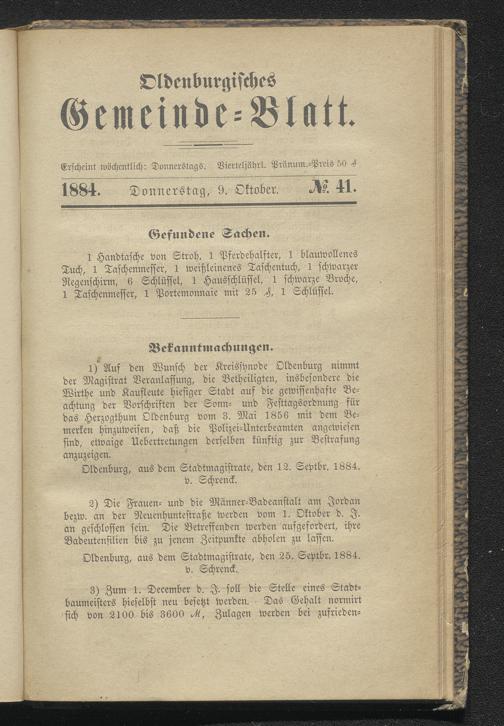 Oldenburgisches
Gemeinde=Blatt.
Erscheint wöchentlich: Donnerstags. Vierteljährl. Pränum.=Preis 50 ₰
1884. Donnerstag, 9. Oktober. No. 41.
Gefundene Sachen.
1 Handtasche von Stroh, 1 Pferdehalfter, 1 blauwollenes
Tuch, 1 Taschenmesser, 1 weißleinenes Taschentuch, 1 schwarzer
Regenschirm, 6 Schlüssel, 1 Hausschlüssel, 1 schwarze Broche,
1 Taschenmesser, 1 Portemonnaie mit 25 ₰, 1 Schlüssel.
Bekanntmachungen.
1) Auf den Wunsch der Kreissynode Oldenburg nimmt
der Magistrat Veranlassung, die Betheiligten, insbesondere die
Wirthe und Kaufleute hiesiger Stadt auf die gewissenhafte Be=
achtung der Vorschriften der Sonn= und Festtagsordnung für
das Herzogthum Oldenburg vom 3. Mai 1856 mit dem Be=
merken hinzuweisen, daß die Polizei=Unterbeamten angewiesen
sind, etwaige Uebertretungen derselben künftig zur Bestrafung
anzuzeigen.
Oldenburg, aus dem Stadtmagistrate, den 12. Septbr. 1884.
v. Schrenck.
2) Die Frauen= und die Männer=Badeanstalt am Jordan
bezw. an der Neuenhuntestraße werden vom 1. Oktober d. J.
an geschlossen sein. Die Betreffenden werden aufgefordert, ihre
Badeutensilien bis zu jenem Zeitpunkte abholen zu lassen.
Oldenburg, aus dem Stadtmagistrate, den 25. Septbr. 1884.
v. Schrenck.
3) Zum 1. December d. J. soll die Stelle eines Stadt=
baumeisters hieselbst neu besetzt werden. Das Gehalt normirt
sich von 2100 bis 3600 ℳ, Zulagen werden bei zufrieden=